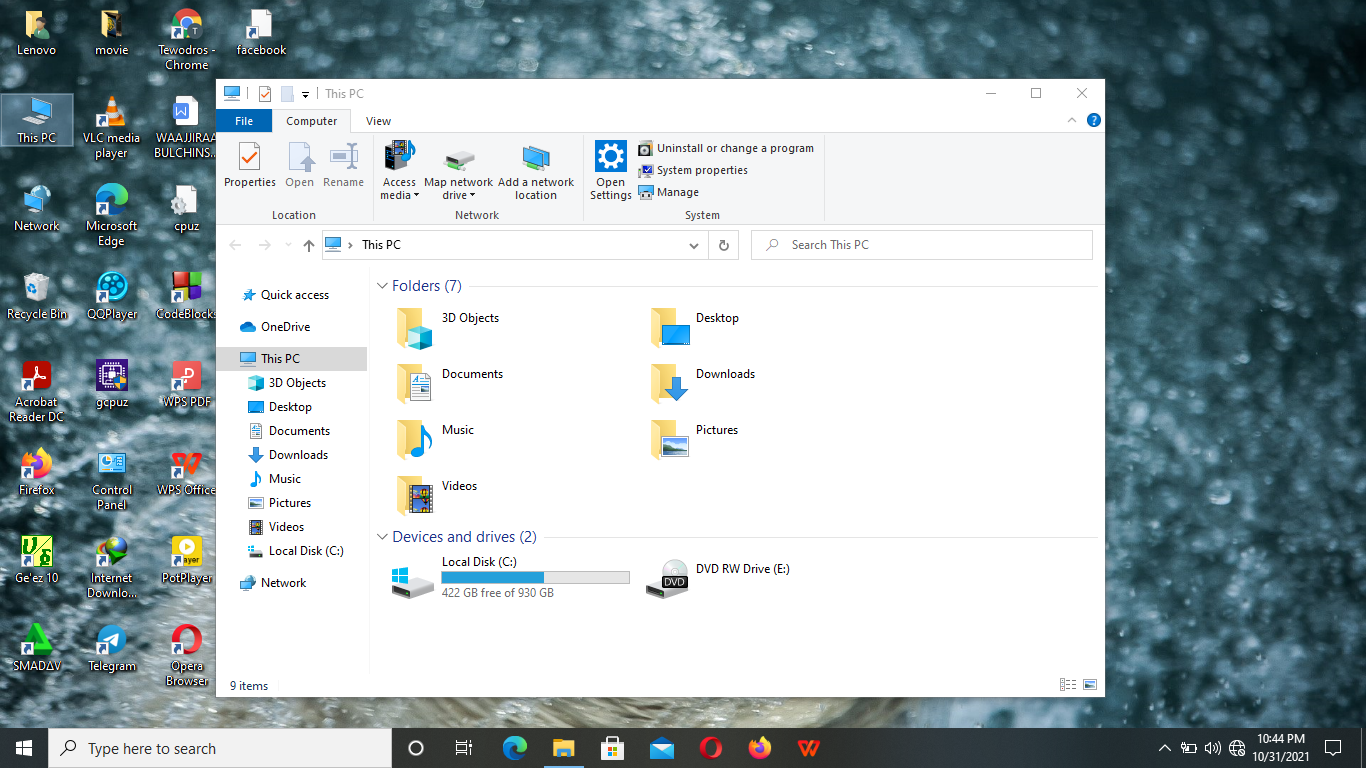 Lenovo
movie
Tewodros -
Chrome
facebook
This PC
VLC media
player
WAAJJIRAA
BULCHINS...
Network
Microsoft
Edge
cpuz
Recycle Bin
QQPlayer
CodeBlocks
Acrobat
Reader DC
gcpuz
WPS PDF
Firefox
Control
Panel
WPS Office
Ge'ez 10
Internet
Downlo...
PotPlayer
SMADΔV
Telegram
Opera
Browser
This PC
File
Computer
View
Properties
Open
Rename
Location
Access
media
Map network
drive
Add a network
location
Network
Open
Settings
Uninstall or change a program
System properties
Manage
System
This PC
Search This PC
Quick access
OneDrive
This PC
3D Objects
Desktop
Documents
Downloads
Music
Pictures
Videos
Local Disk (C:)
Network
Folders (7)
3D Objects
Desktop
Documents
Downloads
Music
Pictures
Videos
Devices and drives (2)
Local Disk (C:)
422 GB free of 930 GB
DVD
DVD RW Drive (E:)
9 items
Type here to search
10:44 PM
10/31/2021